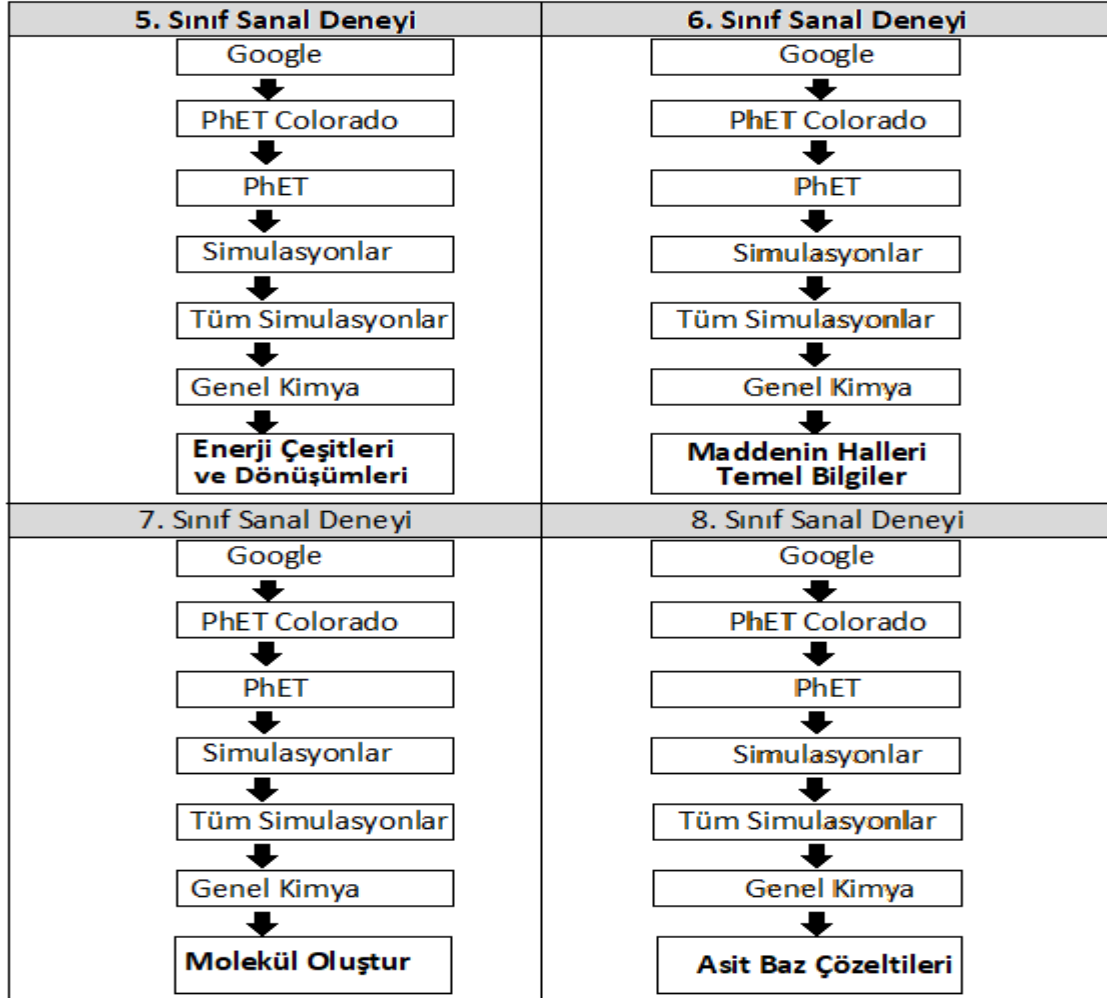 5. Sınıf Sanal Deneyi
Google
PhET Colorado
PhET
Simulasyonlar
Tüm Simulasyonlar
Genel Kimya
Enerji Çeşitleri
ve Dönüşümleri
6. Sınıf Sanal Deneyi
Google
PhET Colorado
PhET
Simulasyonlar
Tüm Simulasyonlar
Genel Kimya
Maddenin Halleri
Temel Bilgiler
7. Sınıf Sanal Deneyi
Google
PhET Colorado
PhET
Simulasyonlar
Tüm Simulasyonlar
Genel Kimya
Molekül Oluştur
8. Sınıf Sanal Deneyi
Google
PhET Colorado
PhET
Simulasyonlar
Tüm Simulasyonlar
Genel Kimya
Asit Baz Çözeltileri